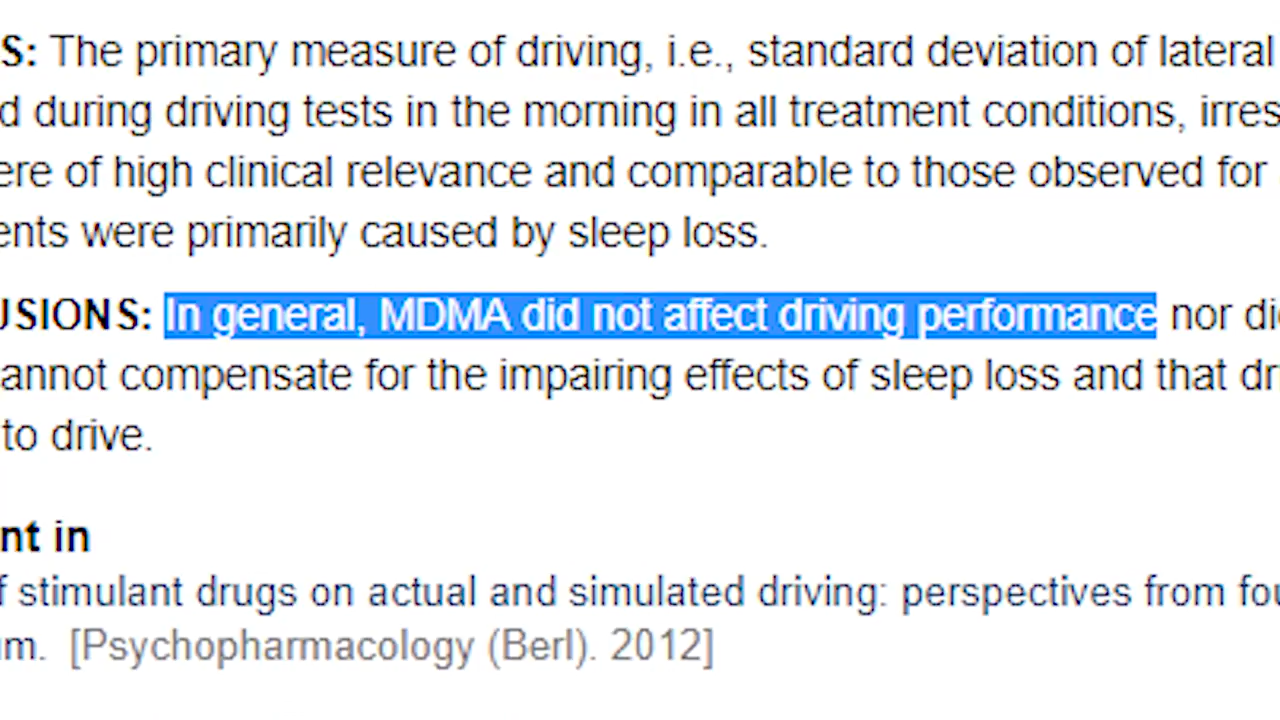 S: The primary measure of driving, i.e., standard deviation of lateral
d during driving tests in the morning in all treatment conditions, irres
ere of high clinical relevance and comparable to those observed for
ents were primarily caused by sleep loss.
USIONS: In general, MDMA did not affect driving performance nor di
annot compensate for the impairing effects of sleep loss and that dri
to drive.
nt in
f stimulant drugs on actual and simulated driving: perspectives from fou
um. [Psychopharmacology (Berl). 2012]